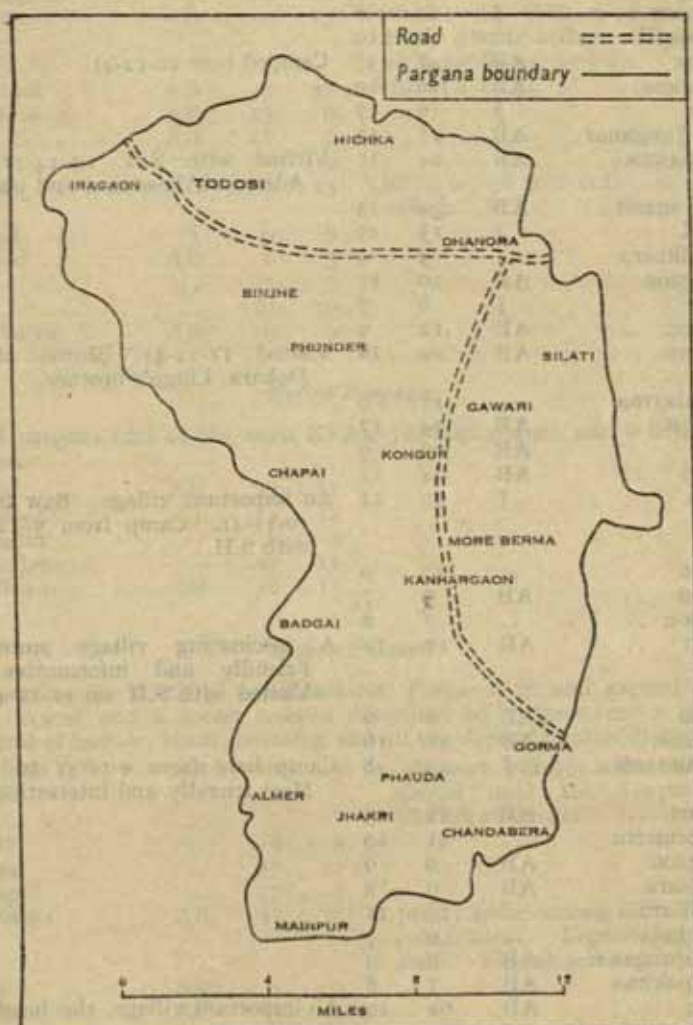 Road
Pargana boundary
HICHKA
IRAGAON
TODOSI
DHANORA
BINJHE
PHUNDER
SILATI
GAWARI
KONGUR
CHAPAI
MORE BERMA
KANHARGAON
BADGAI
GORMA
PHAUDA
ALMER
JHAKRI
CHANDABERA
MAINPUR
0 4 8 12
MILES